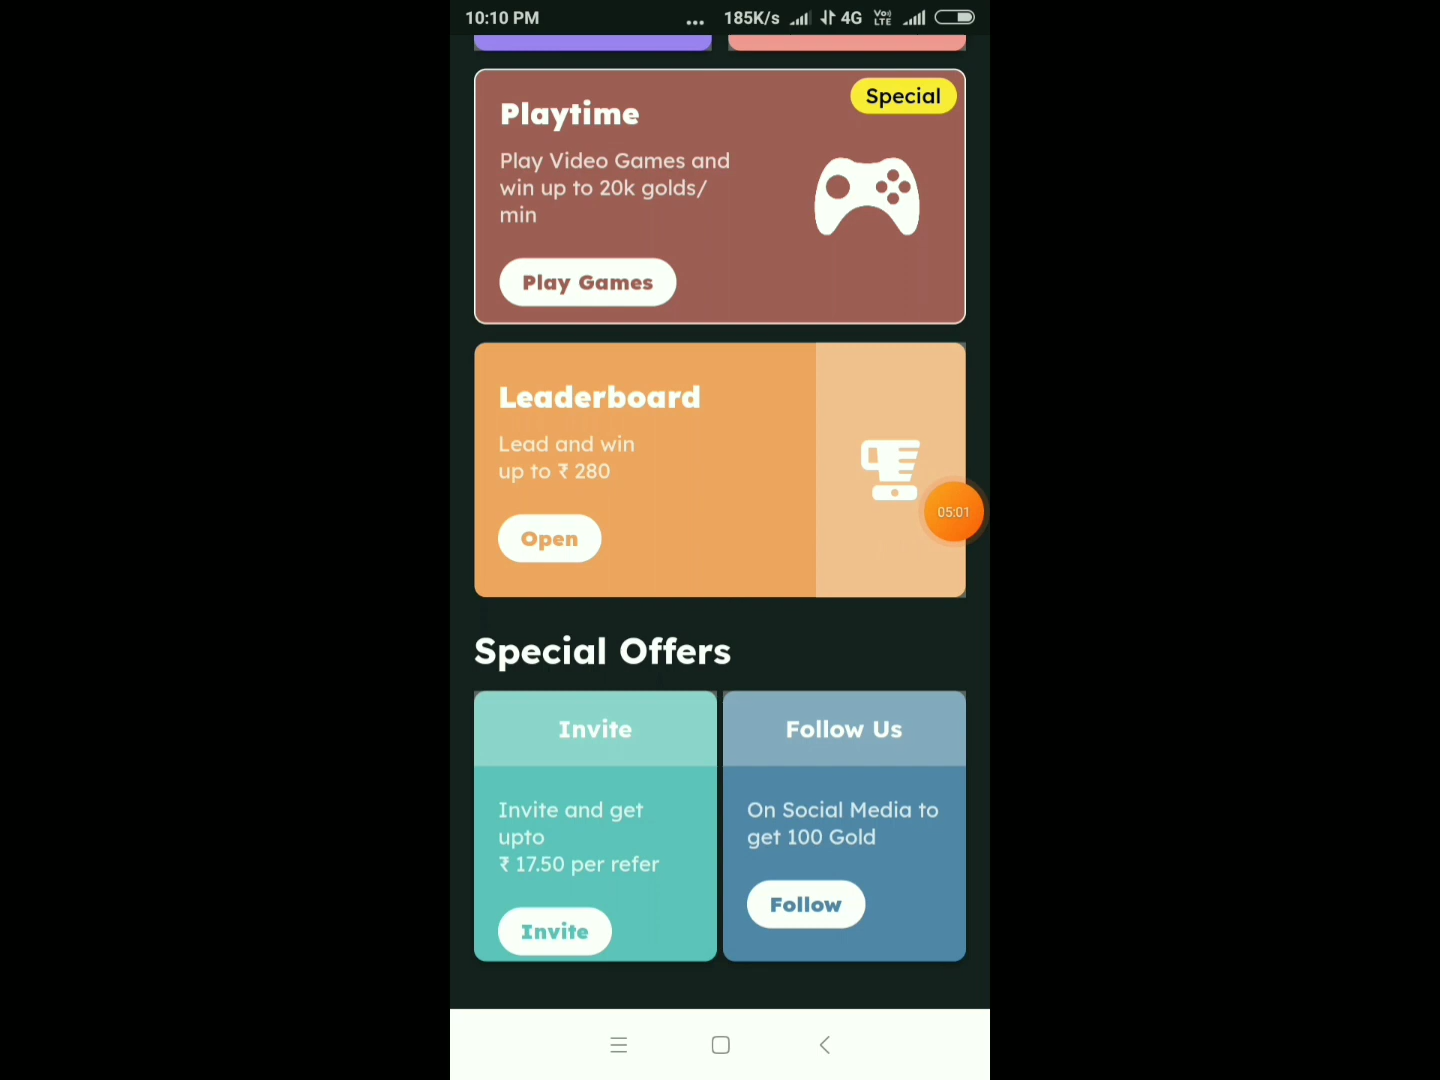 10:10 PM
... 185K/s 4G Vo) LTE
Playtime
Special
Play Video Games and
win up to 20k golds/
min
Play Games
Leaderboard
Lead and win
up to ₹ 280
05:01
Open
Special Offers
Invite
Follow Us
Invite and get
upto
₹ 17.50 per refer
On Social Media to
get 100 Gold
Invite
Follow